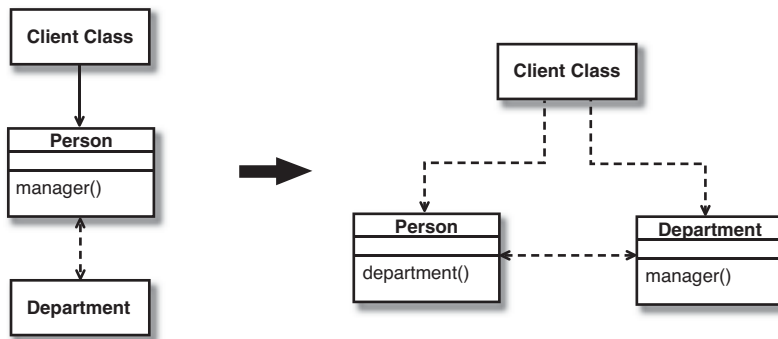 Client Class
Person
manager()
Department
Client Class
Person
department()
Department
manager()